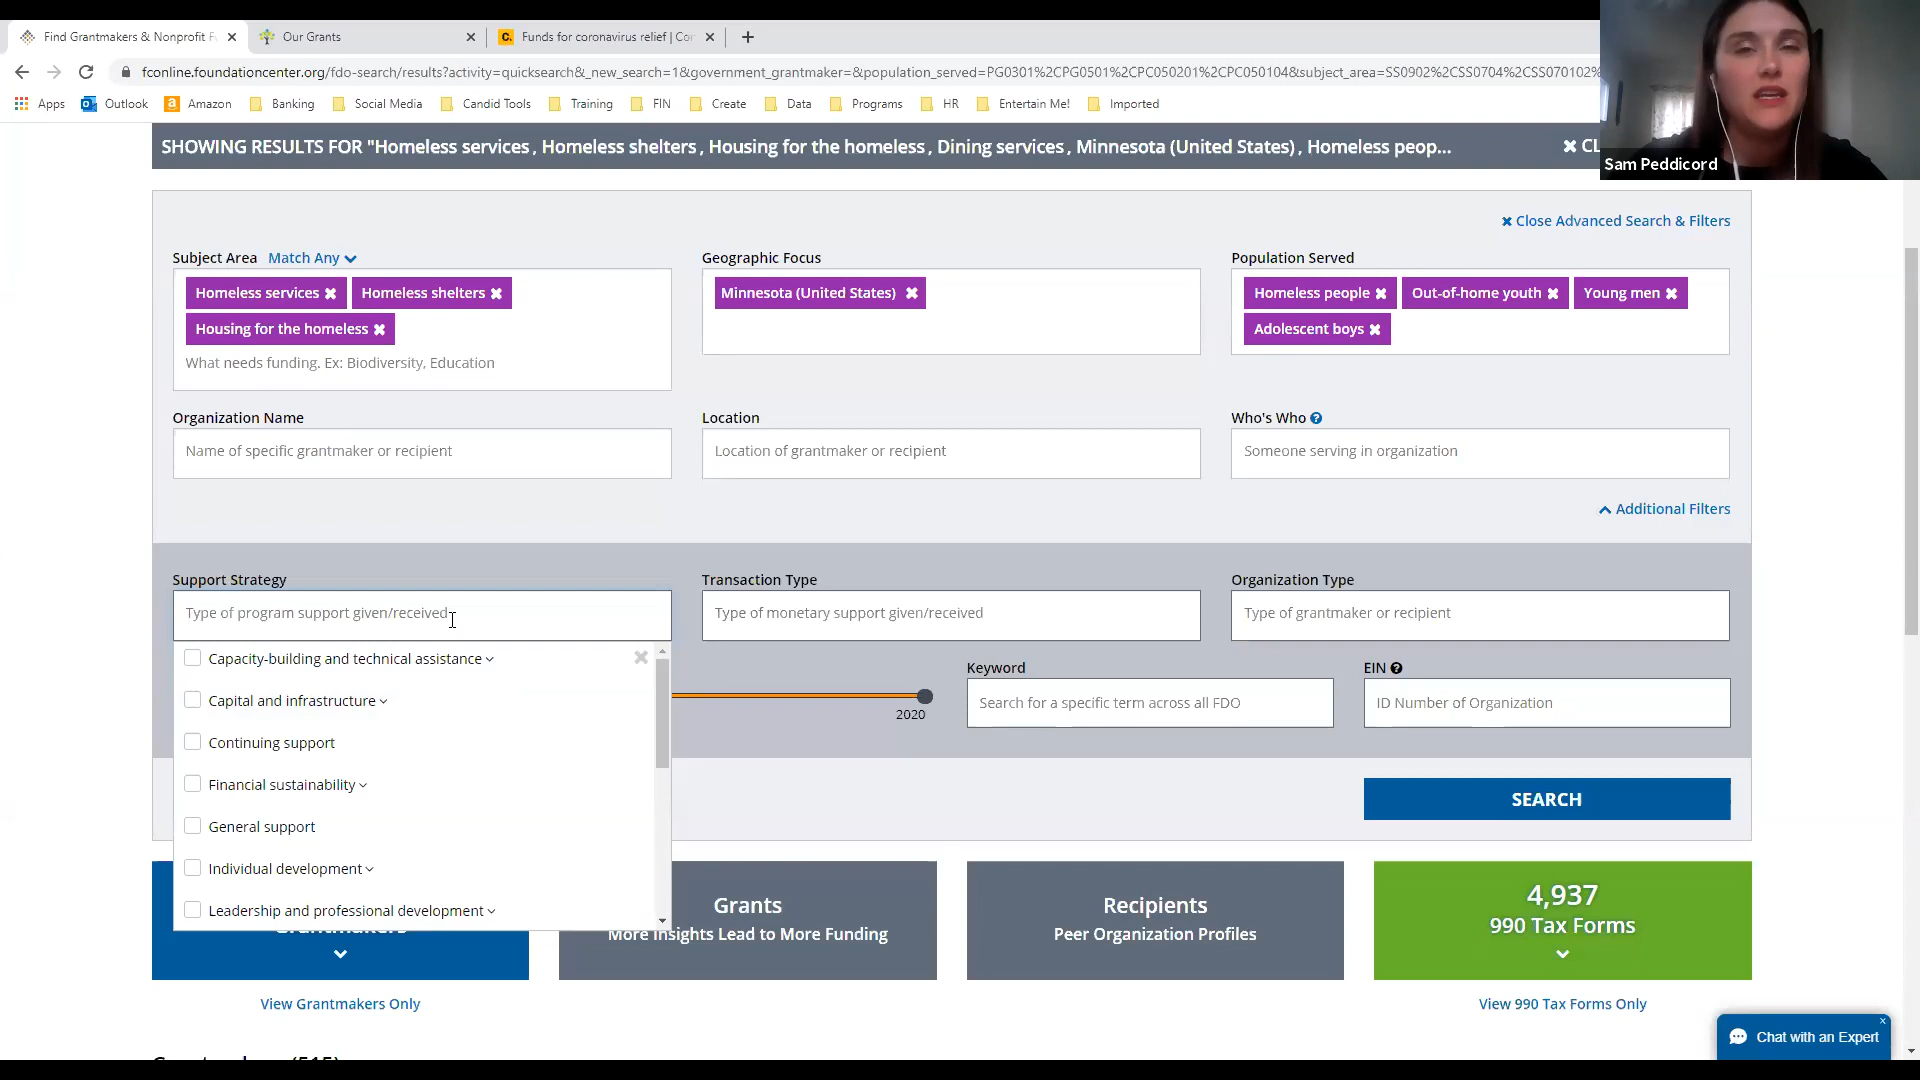 Find Grantmakers & Nonprofit F
Our Grants
Funds for coronavirus relief | Co
fconline.foundationcenter.org/fdo-search/results?activity=quicksearch&_new_search=1&government_grantmaker=&population_served=PG0301%2CPG0501%2CPC050201%2CPC050104&subject_area=SS0902%2CSS0704%2CSS070102%
Apps
Outlook
Amazon
Banking
Social Media
Candid Tools
Training
FIN
Create
Data
Programs
HR
Entertain Me!
Imported
SHOWING RESULTS FOR "Homeless services , Homeless shelters , Housing for the homeless , Dining services , Minnesota (United States) , Homeless peop...
CL
Sam Peddicord
Close Advanced Search & Filters
Subject Area Match Any
Geographic Focus
Population Served
Homeless services
Homeless shelters
Minnesota (United States)
Homeless people
Out-of-home youth
Young men
Housing for the homeless
Adolescent boys
What needs funding. Ex: Biodiversity, Education
Organization Name
Location
Who's Who
Name of specific grantmaker or recipient
Location of grantmaker or recipient
Someone serving in organization
Additional Filters
Support Strategy
Transaction Type
Organization Type
Type of program support given/received
Type of monetary support given/received
Type of grantmaker or recipient
Capacity-building and technical assistance
Keyword
EIN
Capital and infrastructure
2020
Search for a specific term across all FDO
ID Number of Organization
Continuing support
Financial sustainability
SEARCH
General support
Individual development
Leadership and professional development
Grants
More Insights Lead to More Funding
Recipients
Peer Organization Profiles
4,937
990 Tax Forms
View Grantmakers Only
View 990 Tax Forms Only
Chat with an Expert